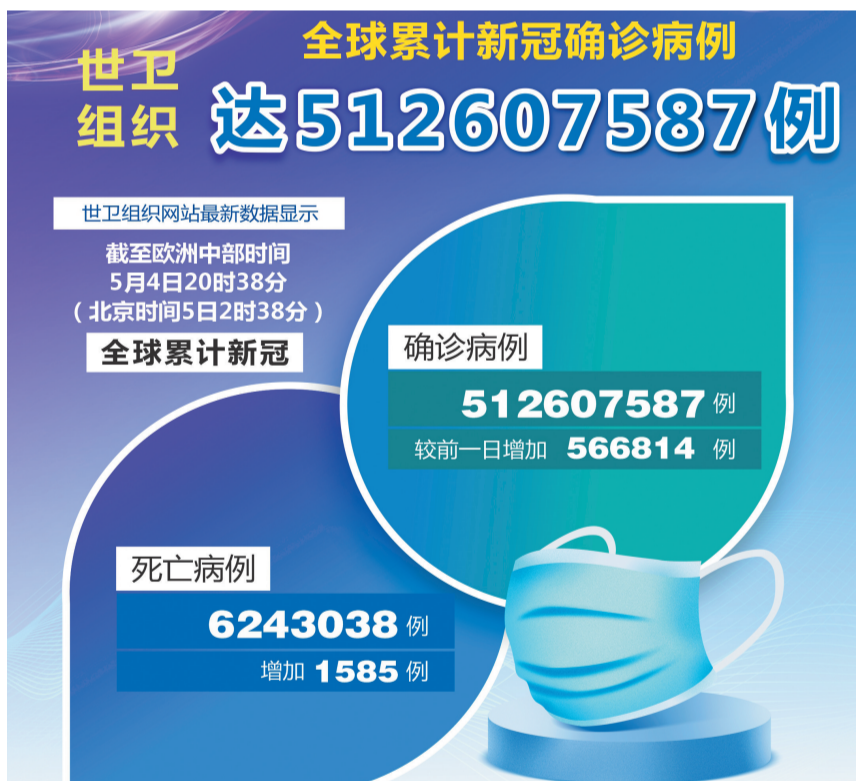 世卫
组织
全球累计新冠确诊病例
达512607587例
世卫组织网站最新数据显示
截至欧洲中部时间
5月4日20时38分
(北京时间5日2时38分)
全球累计新冠
确诊病例
512607587 例
较前一日增加 566814 例
死亡病例
6243038 例
增加 1585 例